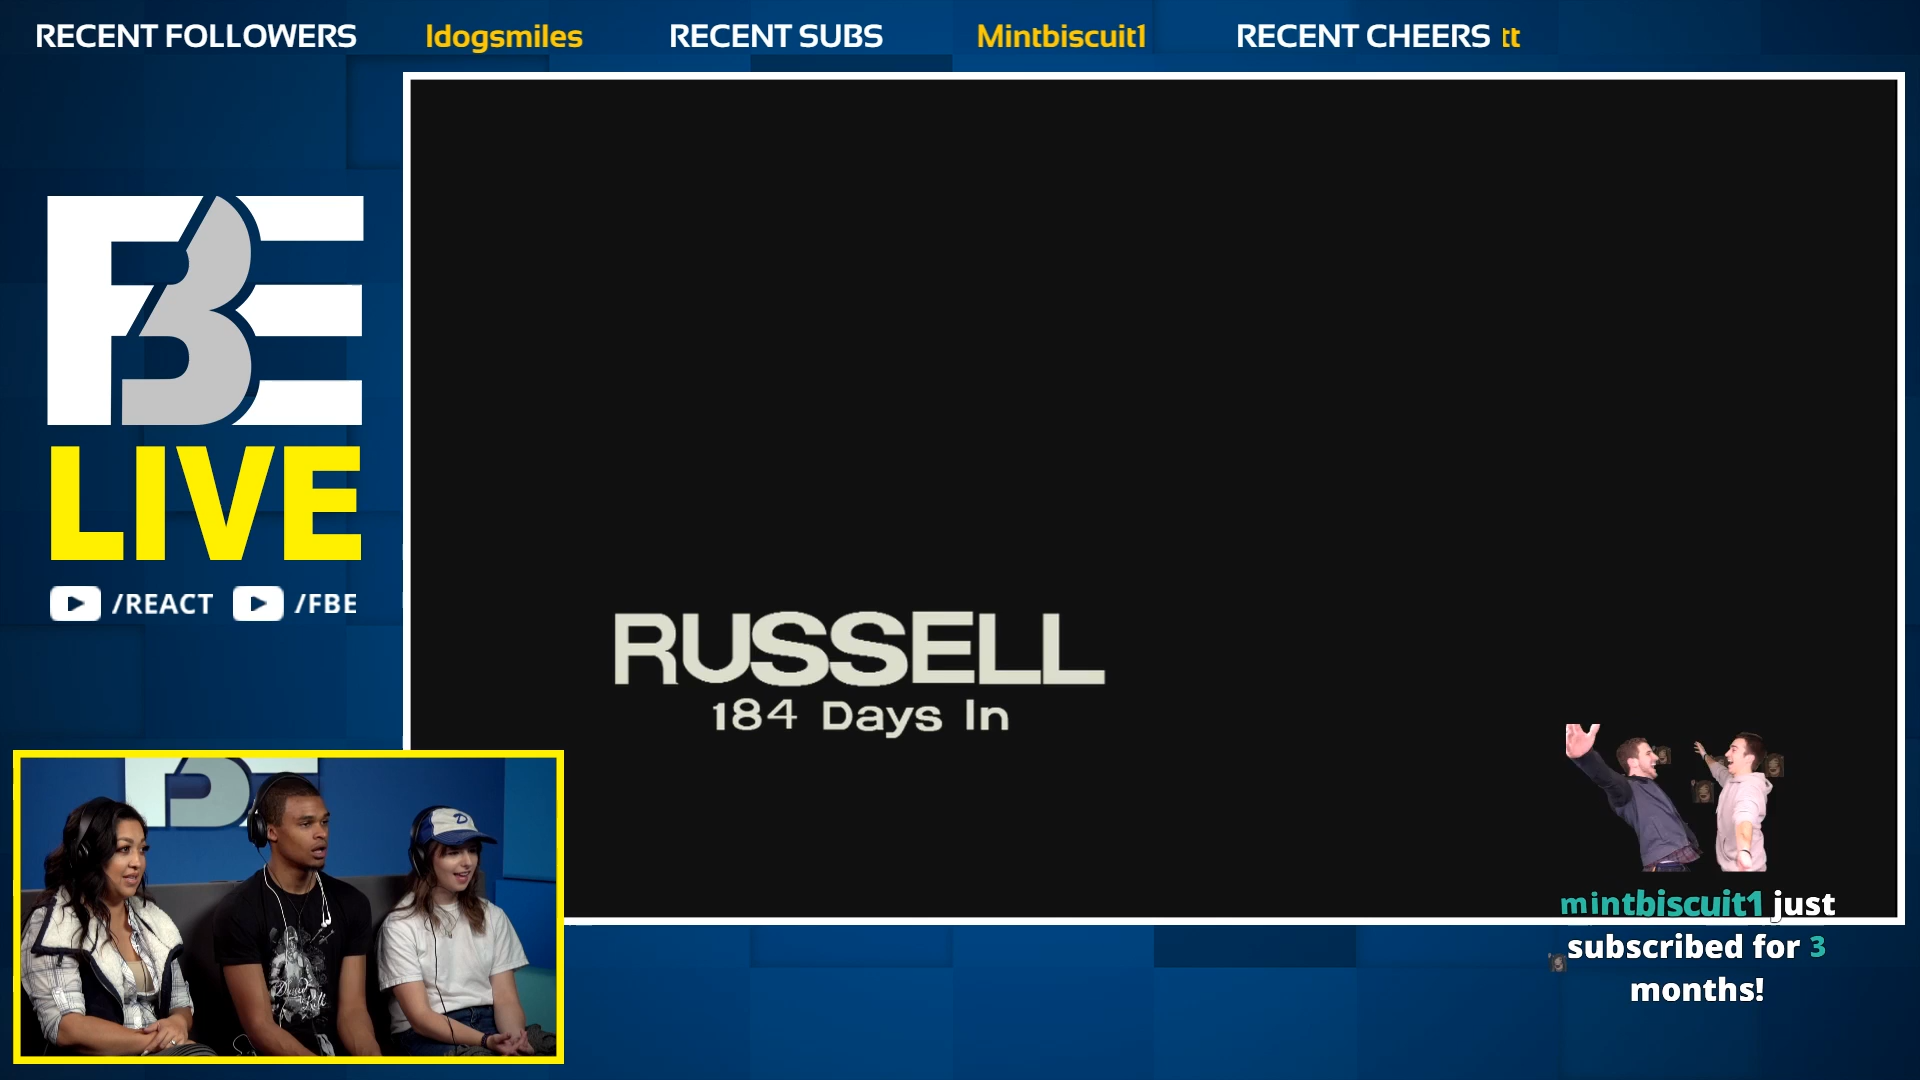 RECENT FOLLOWERS
Idogsmiles
RECENT SUBS
Mintbiscuit1
RECENT CHEERS
tt
FBE
LIVE
/REACT
/FBE
RUSSELL
184 Days In
D
mintbiscuit1 just
subscribed for 3
months!